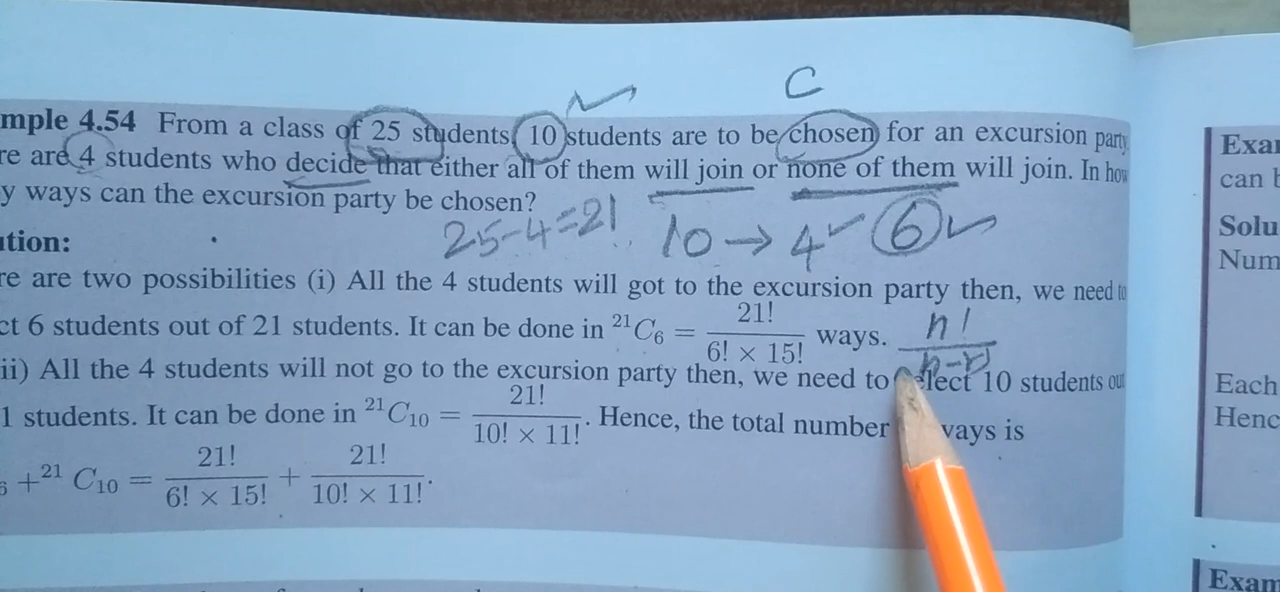 C
mple 4.54 From a class of 25 students 10 students are to be chosen for an excursion party
re are 4 students who decide that either all of them will join or none of them will join. In how
y ways can the excursion party be chosen?
25-4=21 10 → 4 6
ution:
re are two possibilities (i) All the 4 students will got to the excursion party then, we need to
ct 6 students out of 21 students. It can be done in ²¹C₆ = 21!/(6! × 15!) ways. n!/(n-r)
ii) All the 4 students will not go to the excursion party then, we need to select 10 students out
1 students. It can be done in ²¹C₁₀ = 21!/(10! × 11!). Hence, the total number ways is
6 +²¹ C₁₀ = 21!/(6! × 15!) + 21!/(10! × 11!).
Exam
can b
Solu
Num
Each
Henc
Exam